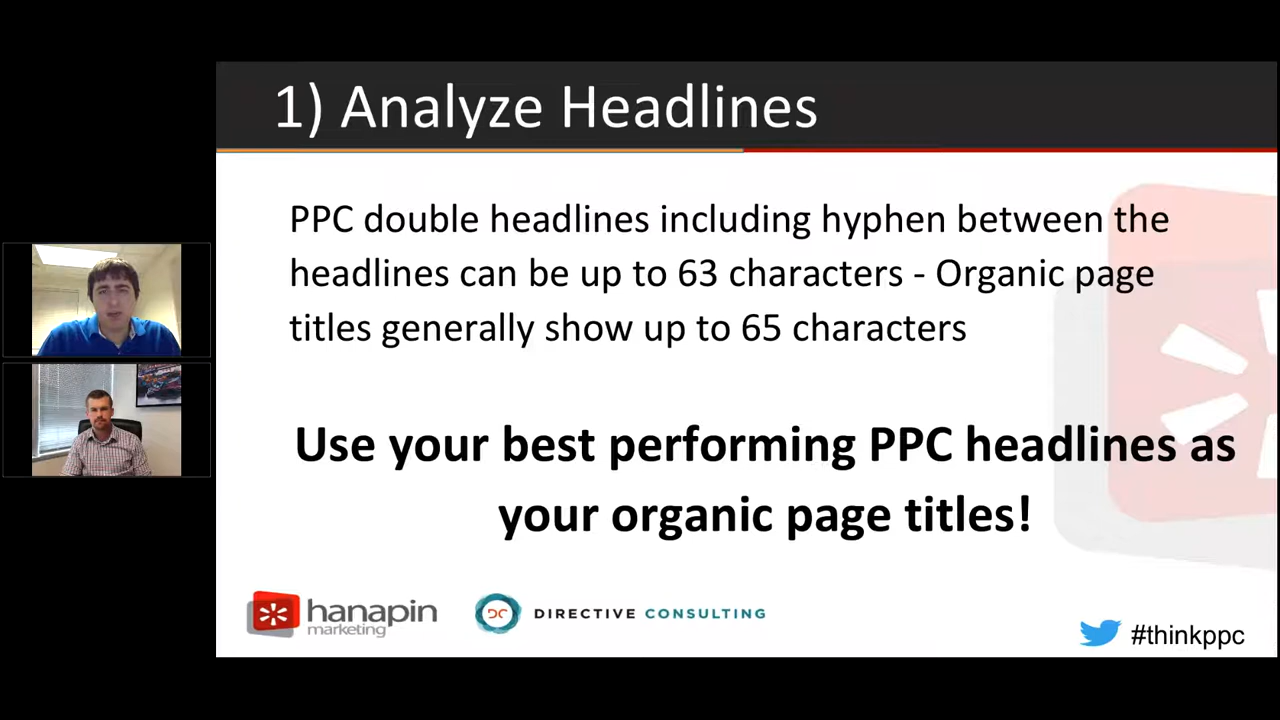 1) Analyze Headlines
PPC double headlines including hyphen between the
headlines can be up to 63 characters - Organic page
titles generally show up to 65 characters
Use your best performing PPC headlines as
your organic page titles!
hanapin
marketing
DC
DIRECTIVE CONSULTING
#thinkppc